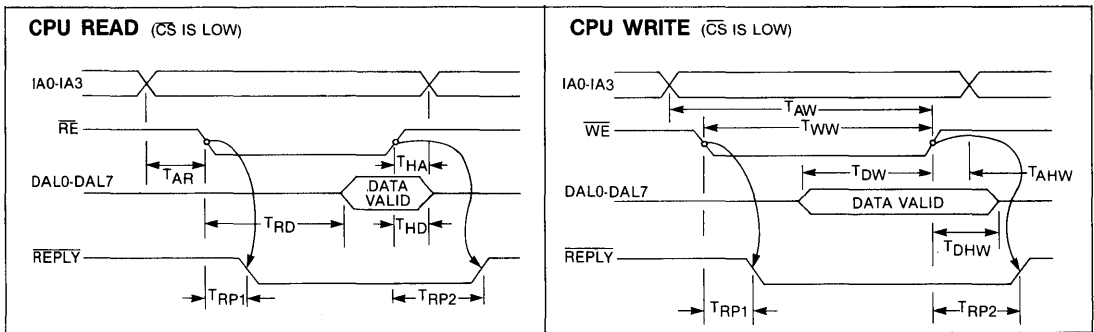 CPU READ (CS IS LOW)
IA0-IA3
RE
TAR
THA
DAL0-DAL7
DATA VALID
TRD
THD
REPLY
TRP1
TRP2
CPU WRITE (CS IS LOW)
IA0-IA3
TAW
TWW
WE
TDW
TAHW
DAL0-DAL7
DATA VALID
TDHW
REPLY
TRP1
TRP2